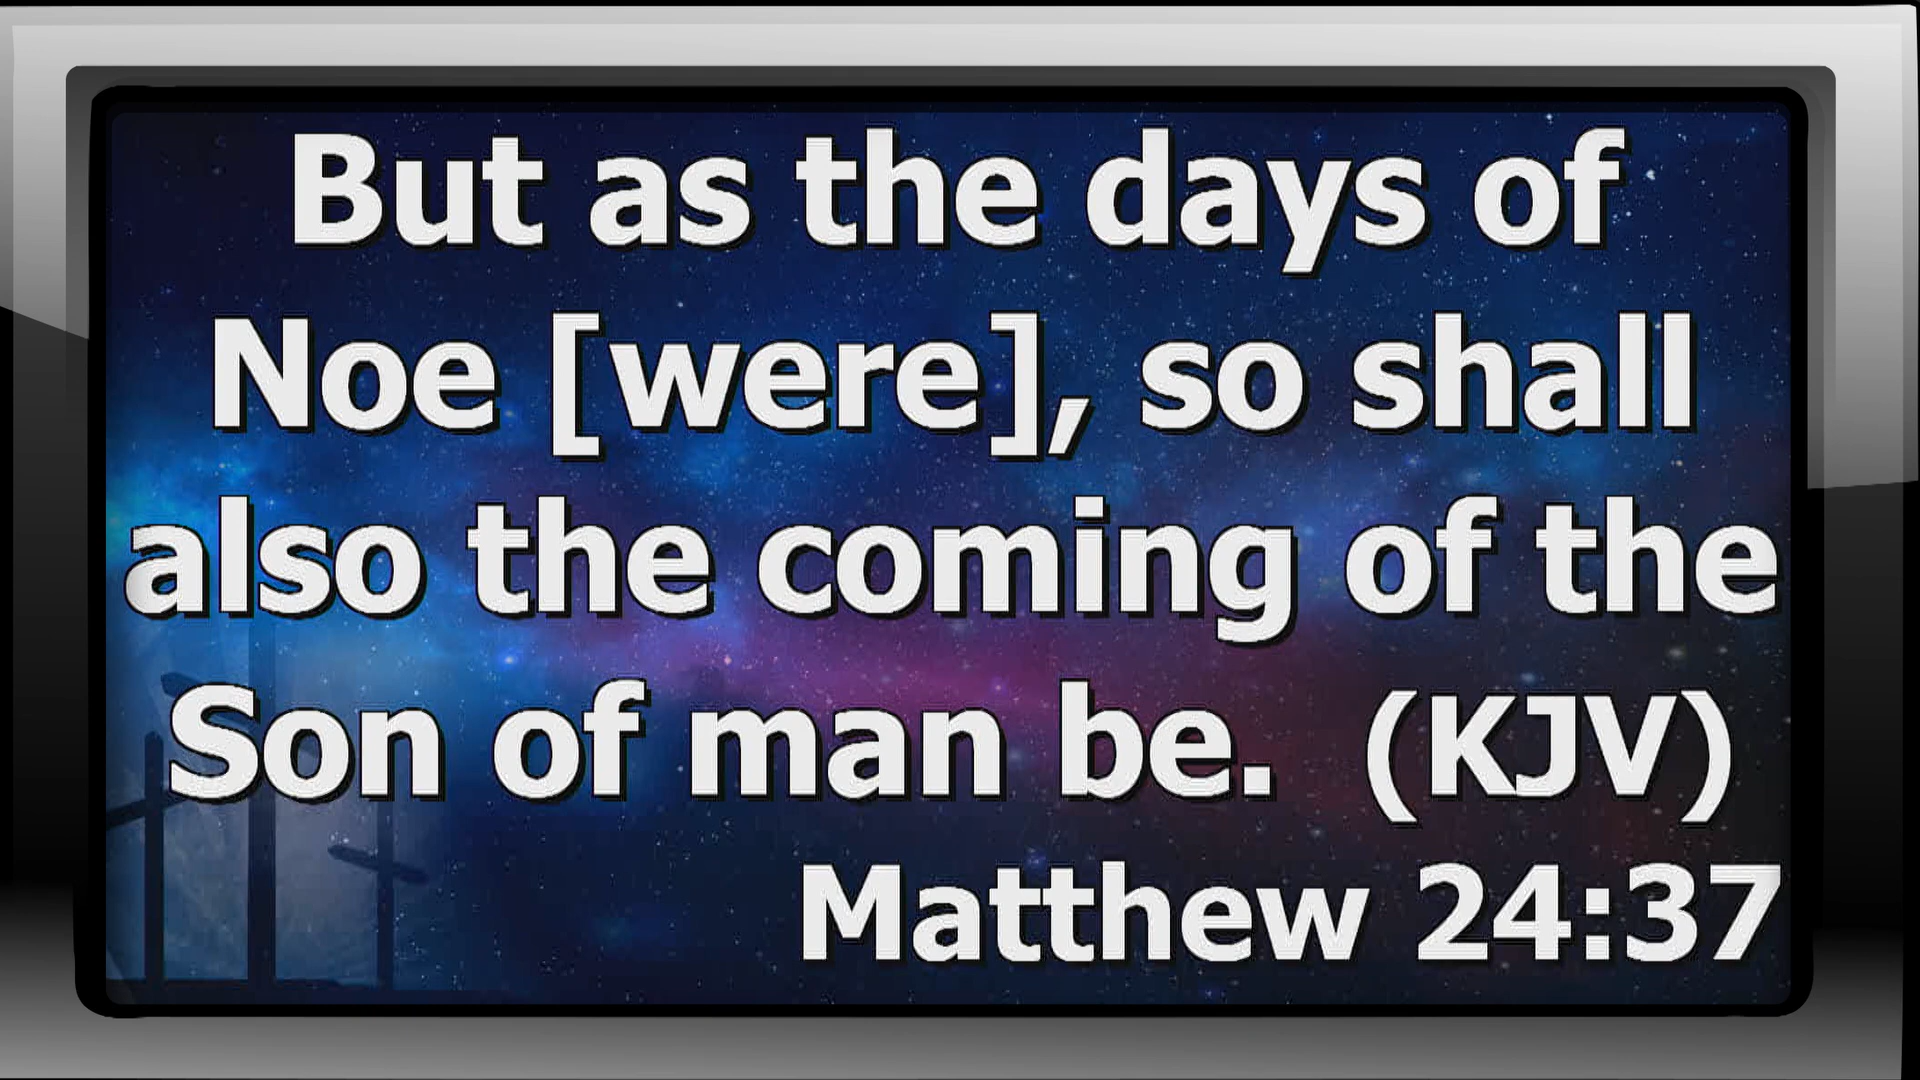 But as the days of
Noe [were], so shall
also the coming of the
Son of man be. (KJV)
Matthew 24:37